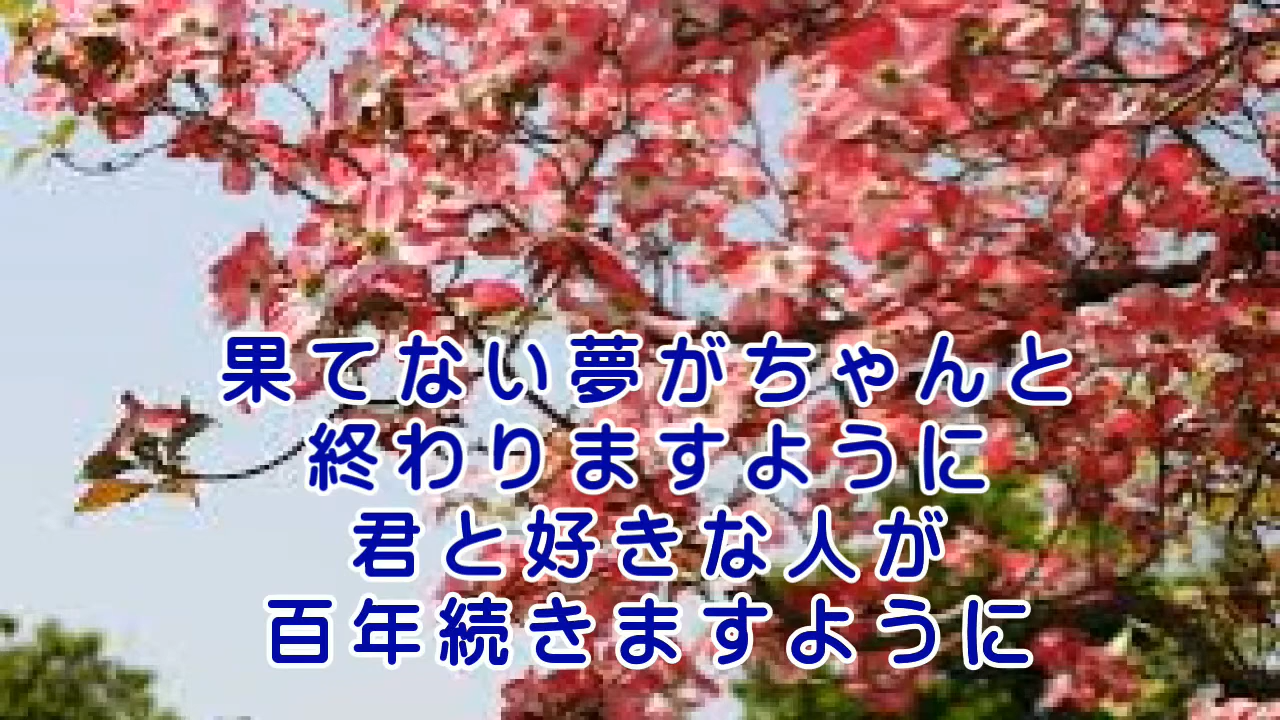 果てない夢がちゃんと
終わりますように
君と好きな人が
百年続きますように